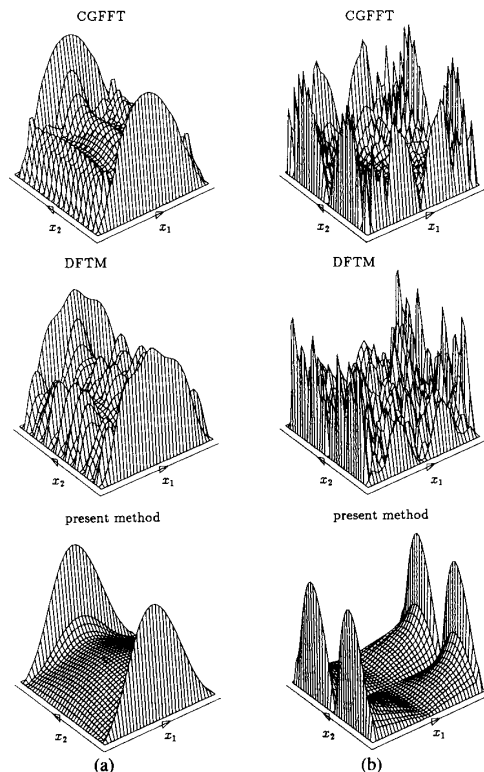 CGFFT
CGFFT
x₂
x₁
x₂
x₁
DFTM
DFTM
x₂
x₁
x₂
x₁
present method
present method
x₂
x₁
x₂
x₁
(a)
(b)